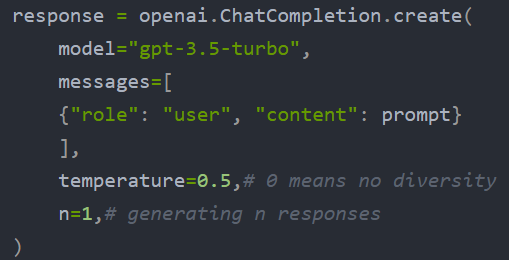 response = openai.ChatCompletion.create(
    model="gpt-3.5-turbo",
    messages=[
    {"role": "user", "content": prompt}
    ],
    temperature=0.5,# 0 means no diversity
    n=1,# generating n responses
)